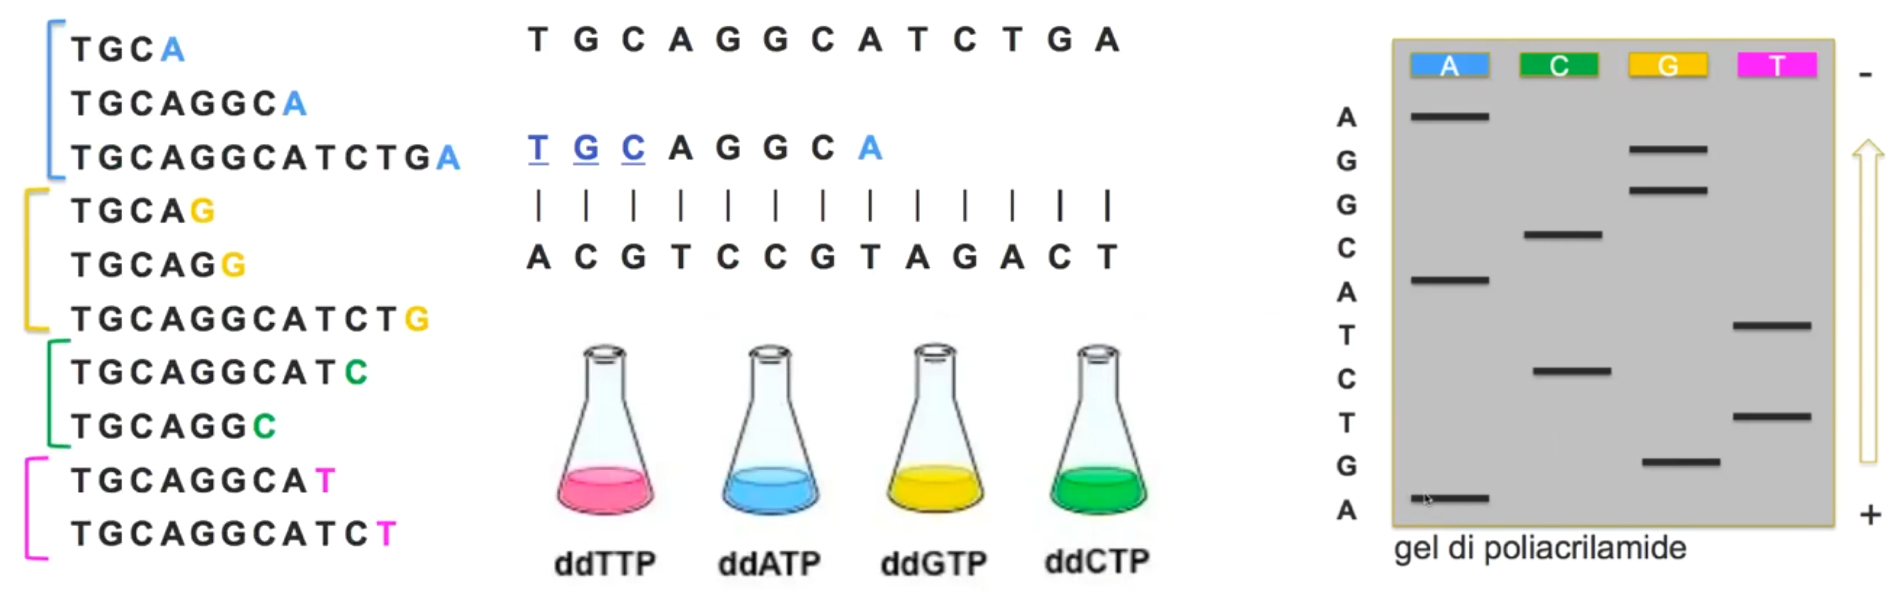 TGCA
TGCAGGCA
TGCAGGCATCTGA
TGCAG
TGCAGG
TGCAGGCATCTG
TGCAGGCATC
TGCAGGC
TGCAGGCAT
TGCAGGCATCT
T G C A G G C A T C T G A
T G C A G G C A
| | | | | | | | | | | | |
A C G T C C G T A G A C T
ddTTP ddATP ddGTP ddCTP
A C G T
-
A
G
G
C
A
T
C
T
G
A
+
gel di poliacrilamide